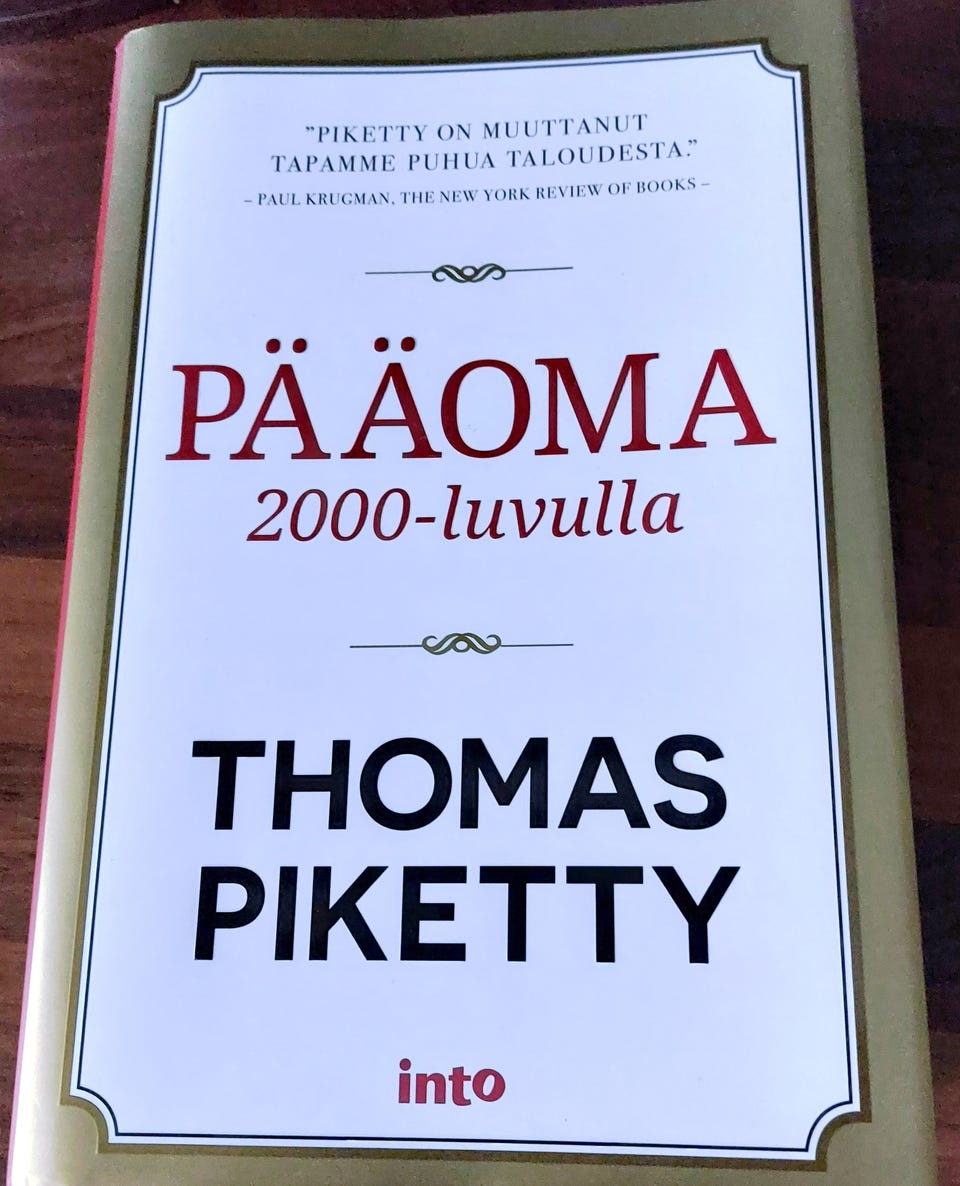 ”PIKETTY ON MUUTTANUT
TAPAMME PUHUA TALOUDESTA.”
– PAUL KRUGMAN, THE NEW YORK REVIEW OF BOOKS –
PÄÄOMA
2000-luvulla
THOMAS
PIKETTY
into